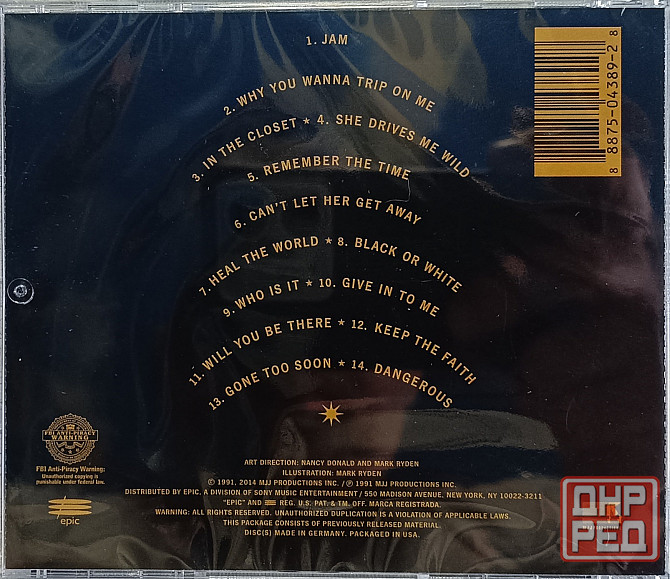 1. JAM
2. WHY YOU WANNA TRIP ON ME
3. IN THE CLOSET ★ 4. SHE DRIVES ME WILD
5. REMEMBER THE TIME
6. CAN'T LET HER GET AWAY
7. HEAL THE WORLD ★ 8. BLACK OR WHITE
9. WHO IS IT ★ 10. GIVE IN TO ME
11. WILL YOU BE THERE ★ 12. KEEP THE FAITH
13. GONE TOO SOON ★ 14. DANGEROUS
8 8875-04389-2 8
FBI ANTI-PIRACY
WARNING
FBI Anti-Piracy Warning:
Unauthorized copying is
punishable under federal law.
epic
ART DIRECTION: NANCY DONALD AND MARK RYDEN
ILLUSTRATION: MARK RYDEN
© 1991, 2014 MJJ PRODUCTIONS INC. / ℗ 1991 MJJ PRODUCTIONS INC.
DISTRIBUTED BY EPIC, A DIVISION OF SONY MUSIC ENTERTAINMENT / 550 MADISON AVENUE, NEW YORK, NY 10022-3211
"EPIC" AND REG. U.S. PAT. & TM. OFF. MARCA REGISTRADA.
WARNING: ALL RIGHTS RESERVED. UNAUTHORIZED DUPLICATION IS A VIOLATION OF APPLICABLE LAWS.
THIS PACKAGE CONSISTS OF PREVIOUSLY RELEASED MATERIAL.
DISC(S) MADE IN GERMANY. PACKAGED IN USA.
DHP
PEO